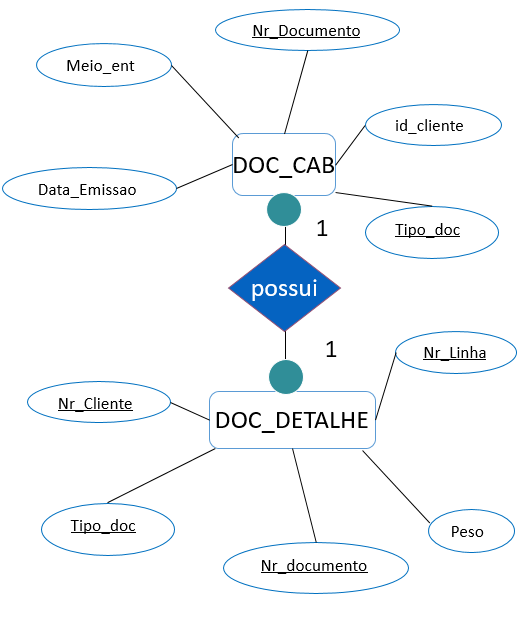 Nr_Documento
Meio_ent
id_cliente
DOC_CAB
Data_Emissao
Tipo_doc
1
possui
1
Nr_Linha
Nr_Cliente
DOC_DETALHE
Tipo_doc
Peso
Nr_documento